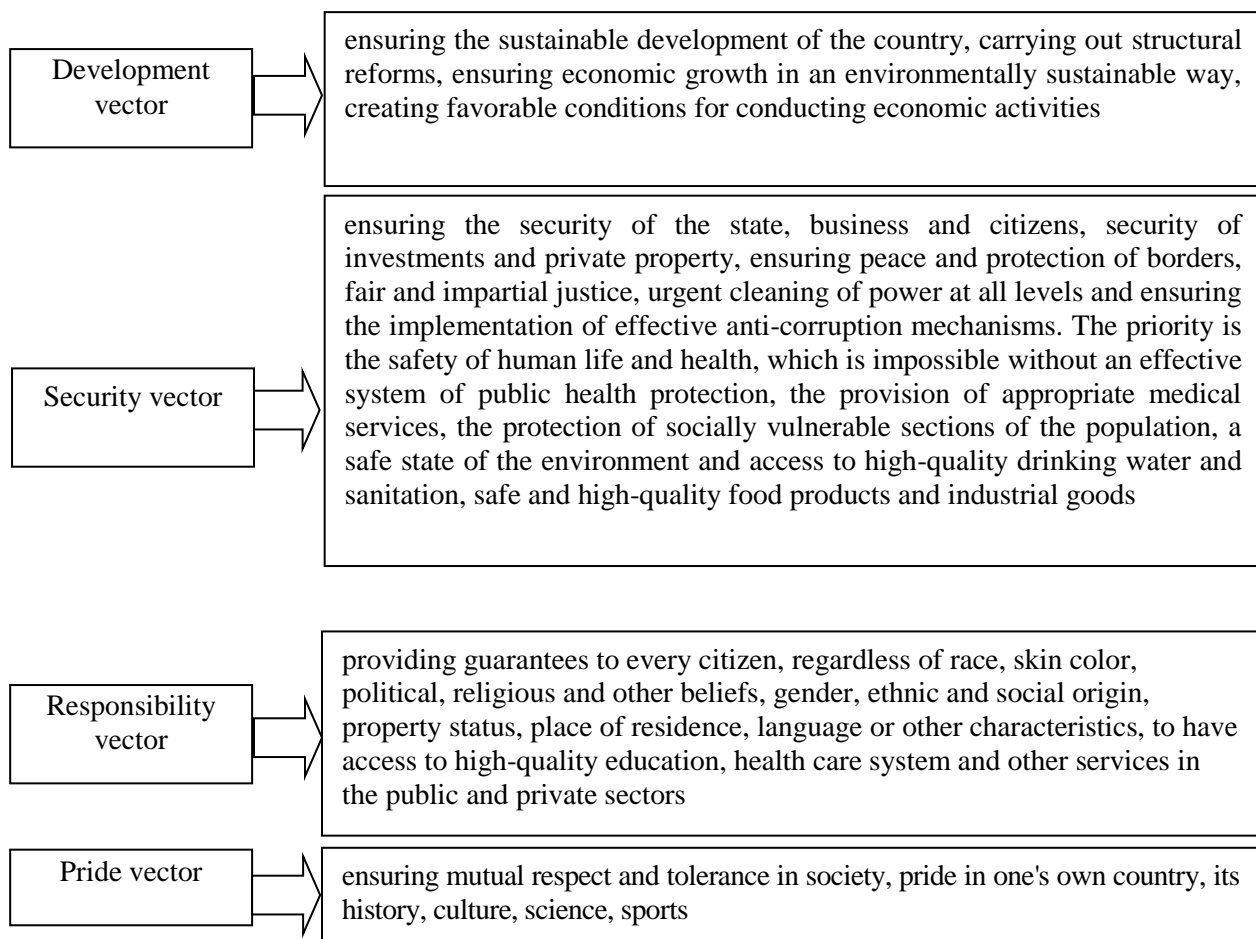 Development
vector
ensuring the sustainable development of the country, carrying out structural
reforms, ensuring economic growth in an environmentally sustainable way,
creating favorable conditions for conducting economic activities
Security vector
ensuring the security of the state, business and citizens, security of
investments and private property, ensuring peace and protection of borders,
fair and impartial justice, urgent cleaning of power at all levels and ensuring
the implementation of effective anti-corruption mechanisms. The priority is
the safety of human life and health, which is impossible without an effective
system of public health protection, the provision of appropriate medical
services, the protection of socially vulnerable sections of the population, a
safe state of the environment and access to high-quality drinking water and
sanitation, safe and high-quality food products and industrial goods
Responsibility
vector
providing guarantees to every citizen, regardless of race, skin color,
political, religious and other beliefs, gender, ethnic and social origin,
property status, place of residence, language or other characteristics, to have
access to high-quality education, health care system and other services in
the public and private sectors
Pride vector
ensuring mutual respect and tolerance in society, pride in one's own country, its
history, culture, science, sports